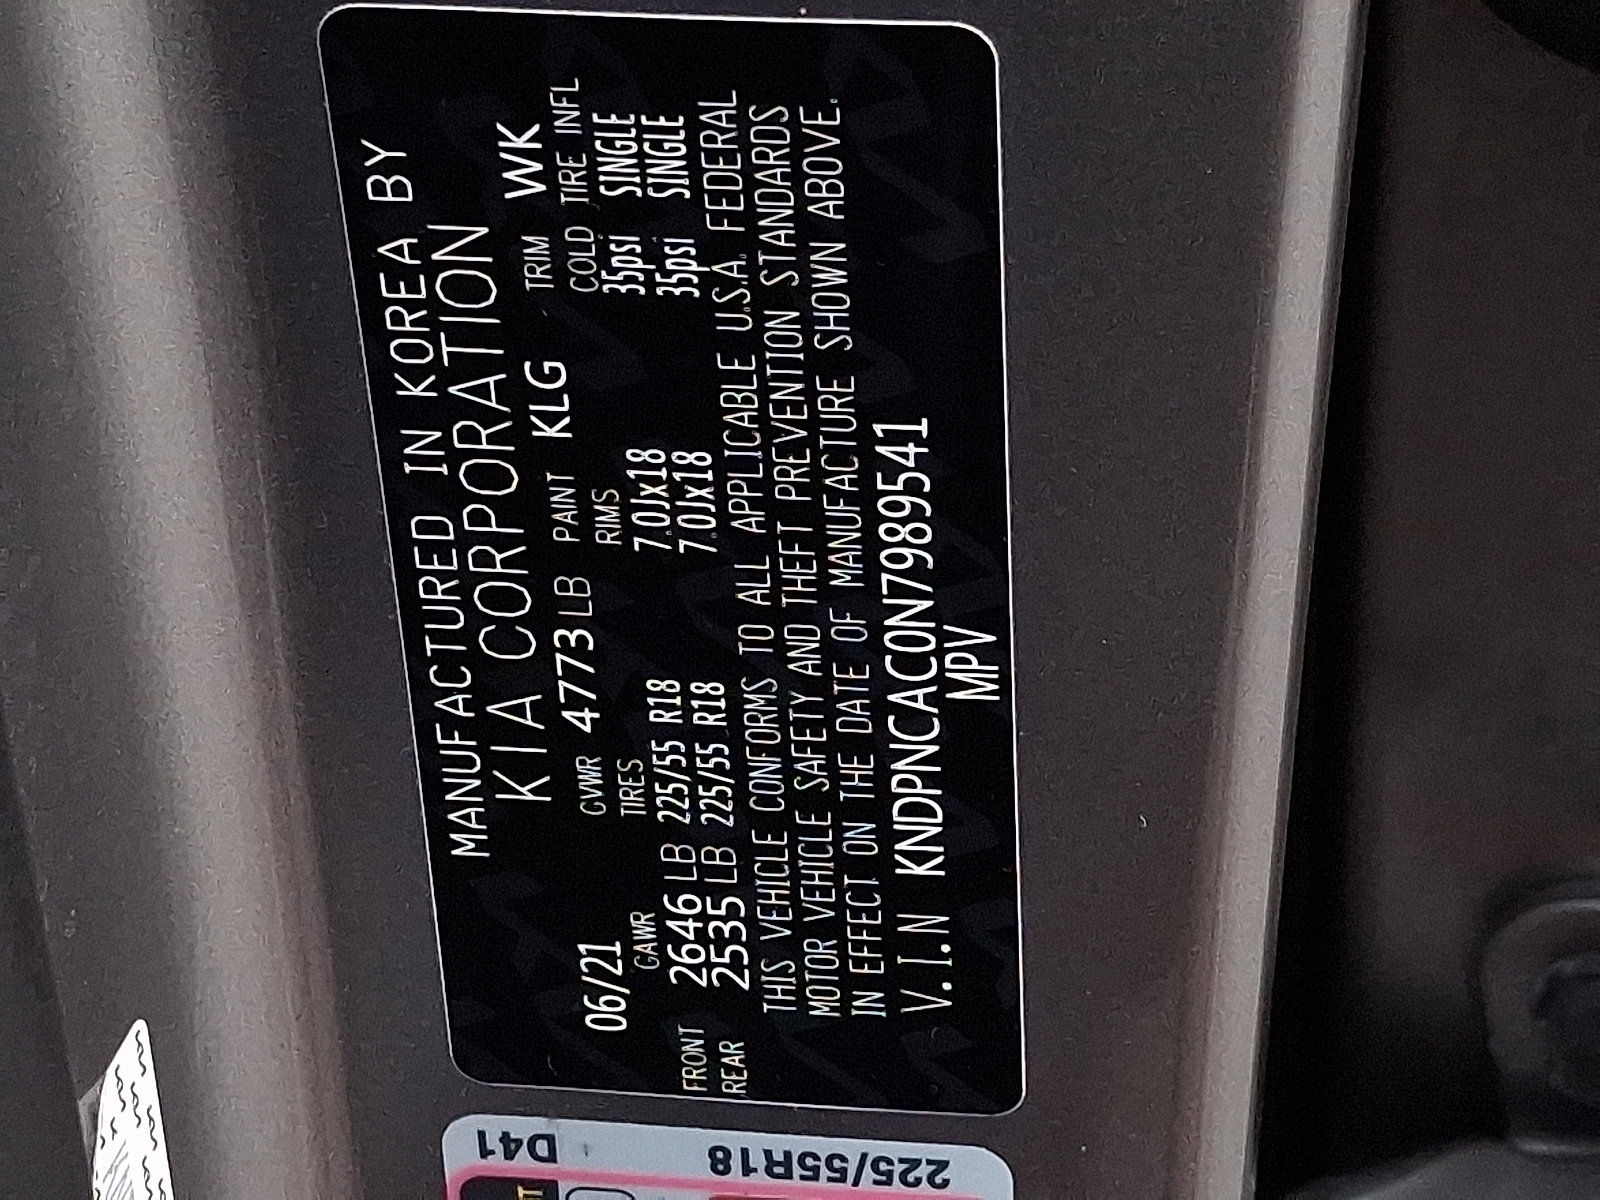 MANUFACTURED IN KOREA BY
KIA CORPORATION
06/21 GVWR 4773 LB PAINT KLG TRIM WK
GAWR TIRES RIMS COLD TIRE INFL
FRONT 2646 LB 225/55 R18 7.0Jx18 35psi SINGLE
REAR 2535 LB 225/55 R18 7.0Jx18 35psi SINGLE
THIS VEHICLE CONFORMS TO ALL APPLICABLE U.S.A. FEDERAL
MOTOR VEHICLE SAFETY AND THEFT PREVENTION STANDARDS
IN EFFECT ON THE DATE OF MANUFACTURE SHOWN ABOVE.
V.I.N KNDPNCAC0N7989541
MPV
D41
225/55R18